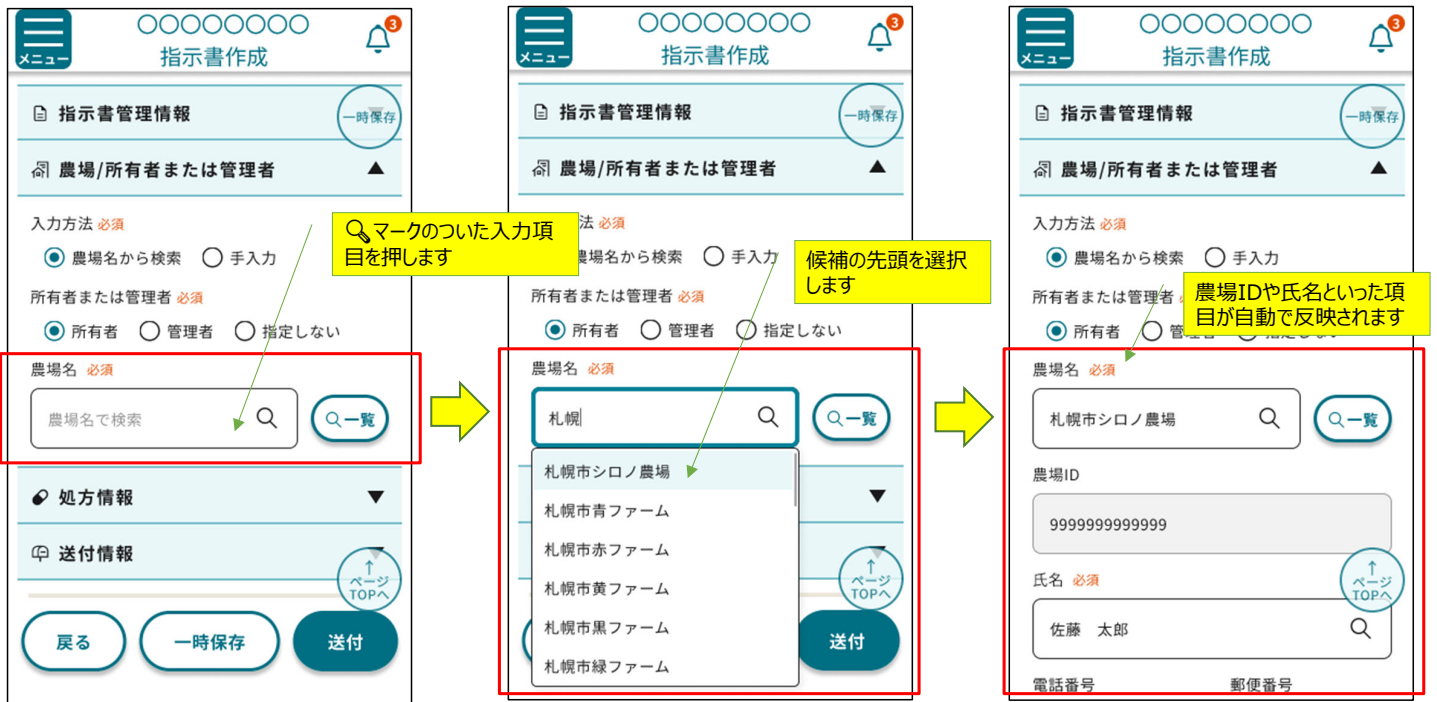 ○○○○○○○○
3
指示書作成
メニュー
指示書管理情報
一時保存
農場/所有者または管理者 ▲
入力方法 必須
農場名から検索 手入力
所有者または管理者 必須
所有者 管理者 指定しない
農場名 必須
農場名で検索
一覧
処方情報 ▼
送付情報
↑
ページ
TOPへ
戻る 一時保存 送付
🔍マークのついた入力項
目を押します
○○○○○○○○
3
指示書作成
メニュー
指示書管理情報
一時保存
農場/所有者または管理者 ▲
法 必須
農場名から検索 手入力
所有者または管理者 必須
所有者 管理者 指定しない
農場名 必須
札幌
一覧
札幌市シロノ農場
札幌市青ファーム
札幌市赤ファーム
札幌市黄ファーム
札幌市黒ファーム
札幌市緑ファーム
▼
↑
ページ
TOPへ
送付
候補の先頭を選択
します
○○○○○○○○
3
指示書作成
メニュー
指示書管理情報
一時保存
農場/所有者または管理者 ▲
入力方法 必須
農場名から検索 手入力
所有者または管理者
所有者
農場IDや氏名といった項
目が自動で反映されます
農場名 必須
札幌市シロノ農場
一覧
農場ID
9999999999999
氏名 必須
↑
ページ
TOPへ
佐藤 太郎
電話番号 郵便番号